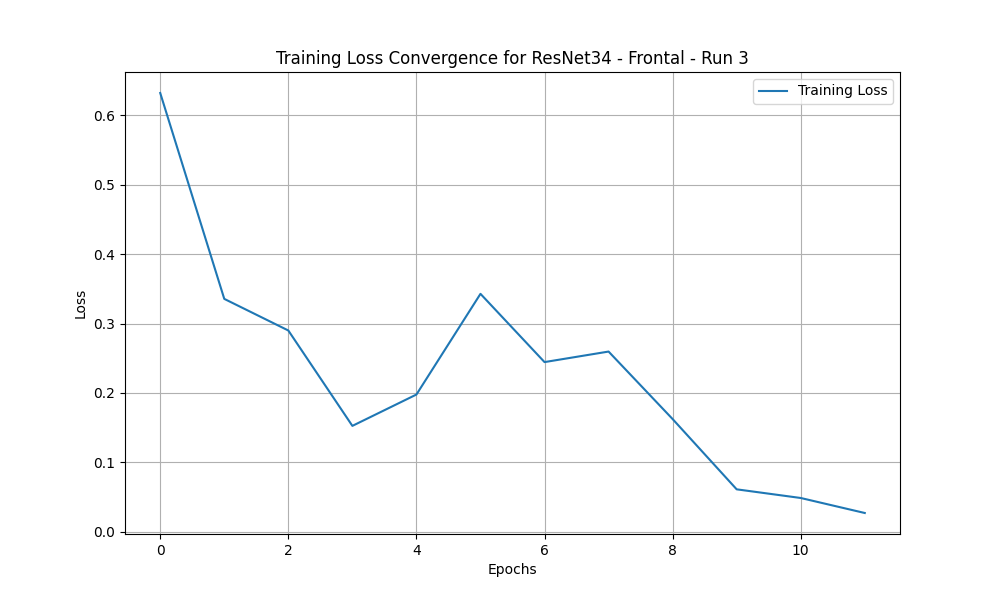 Training Loss Convergence for ResNet34 - Frontal - Run 3
Training Loss
0.6
0.5
0.4
0.3
0.2
0.1
0.0
Loss
0 2 4 6 8 10
Epochs